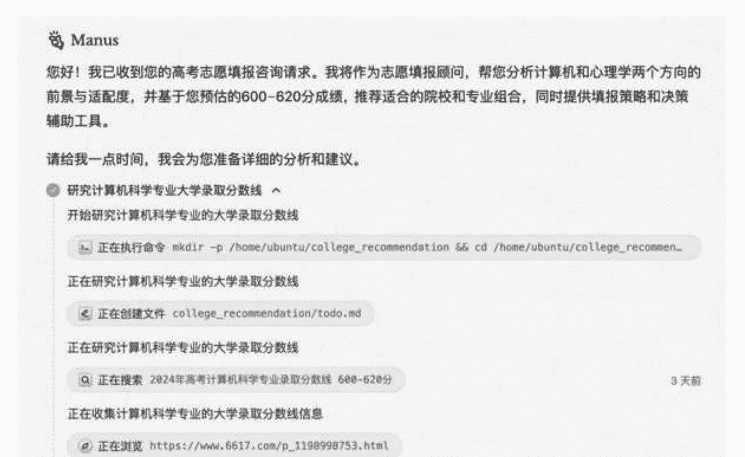 Manus
您好！我已收到您的高考志愿填报咨询请求。我将作为志愿填报顾问，帮您分析计算机和心理学两个方向的
前景与适配度，并基于您预估的600-620分成绩，推荐适合的院校和专业组合，同时提供填报策略和决策
辅助工具。
请给我一点时间，我会为您准备详细的分析和建议。
研究计算机科学专业大学录取分数线
开始研究计算机科学专业的大学录取分数线
正在执行命令 mkdir -p /home/ubuntu/college_recommendation && cd /home/ubuntu/college_recommen…
正在研究计算机科学专业的大学录取分数线
正在创建文件 college_recommendation/todo.md
正在研究计算机科学专业的大学录取分数线
正在搜索 2024年高考计算机科学专业录取分数线 600-620分
3 天前
正在收集计算机科学专业的大学录取分数线信息
正在浏览 https://www.6617.com/p_1198998753.html